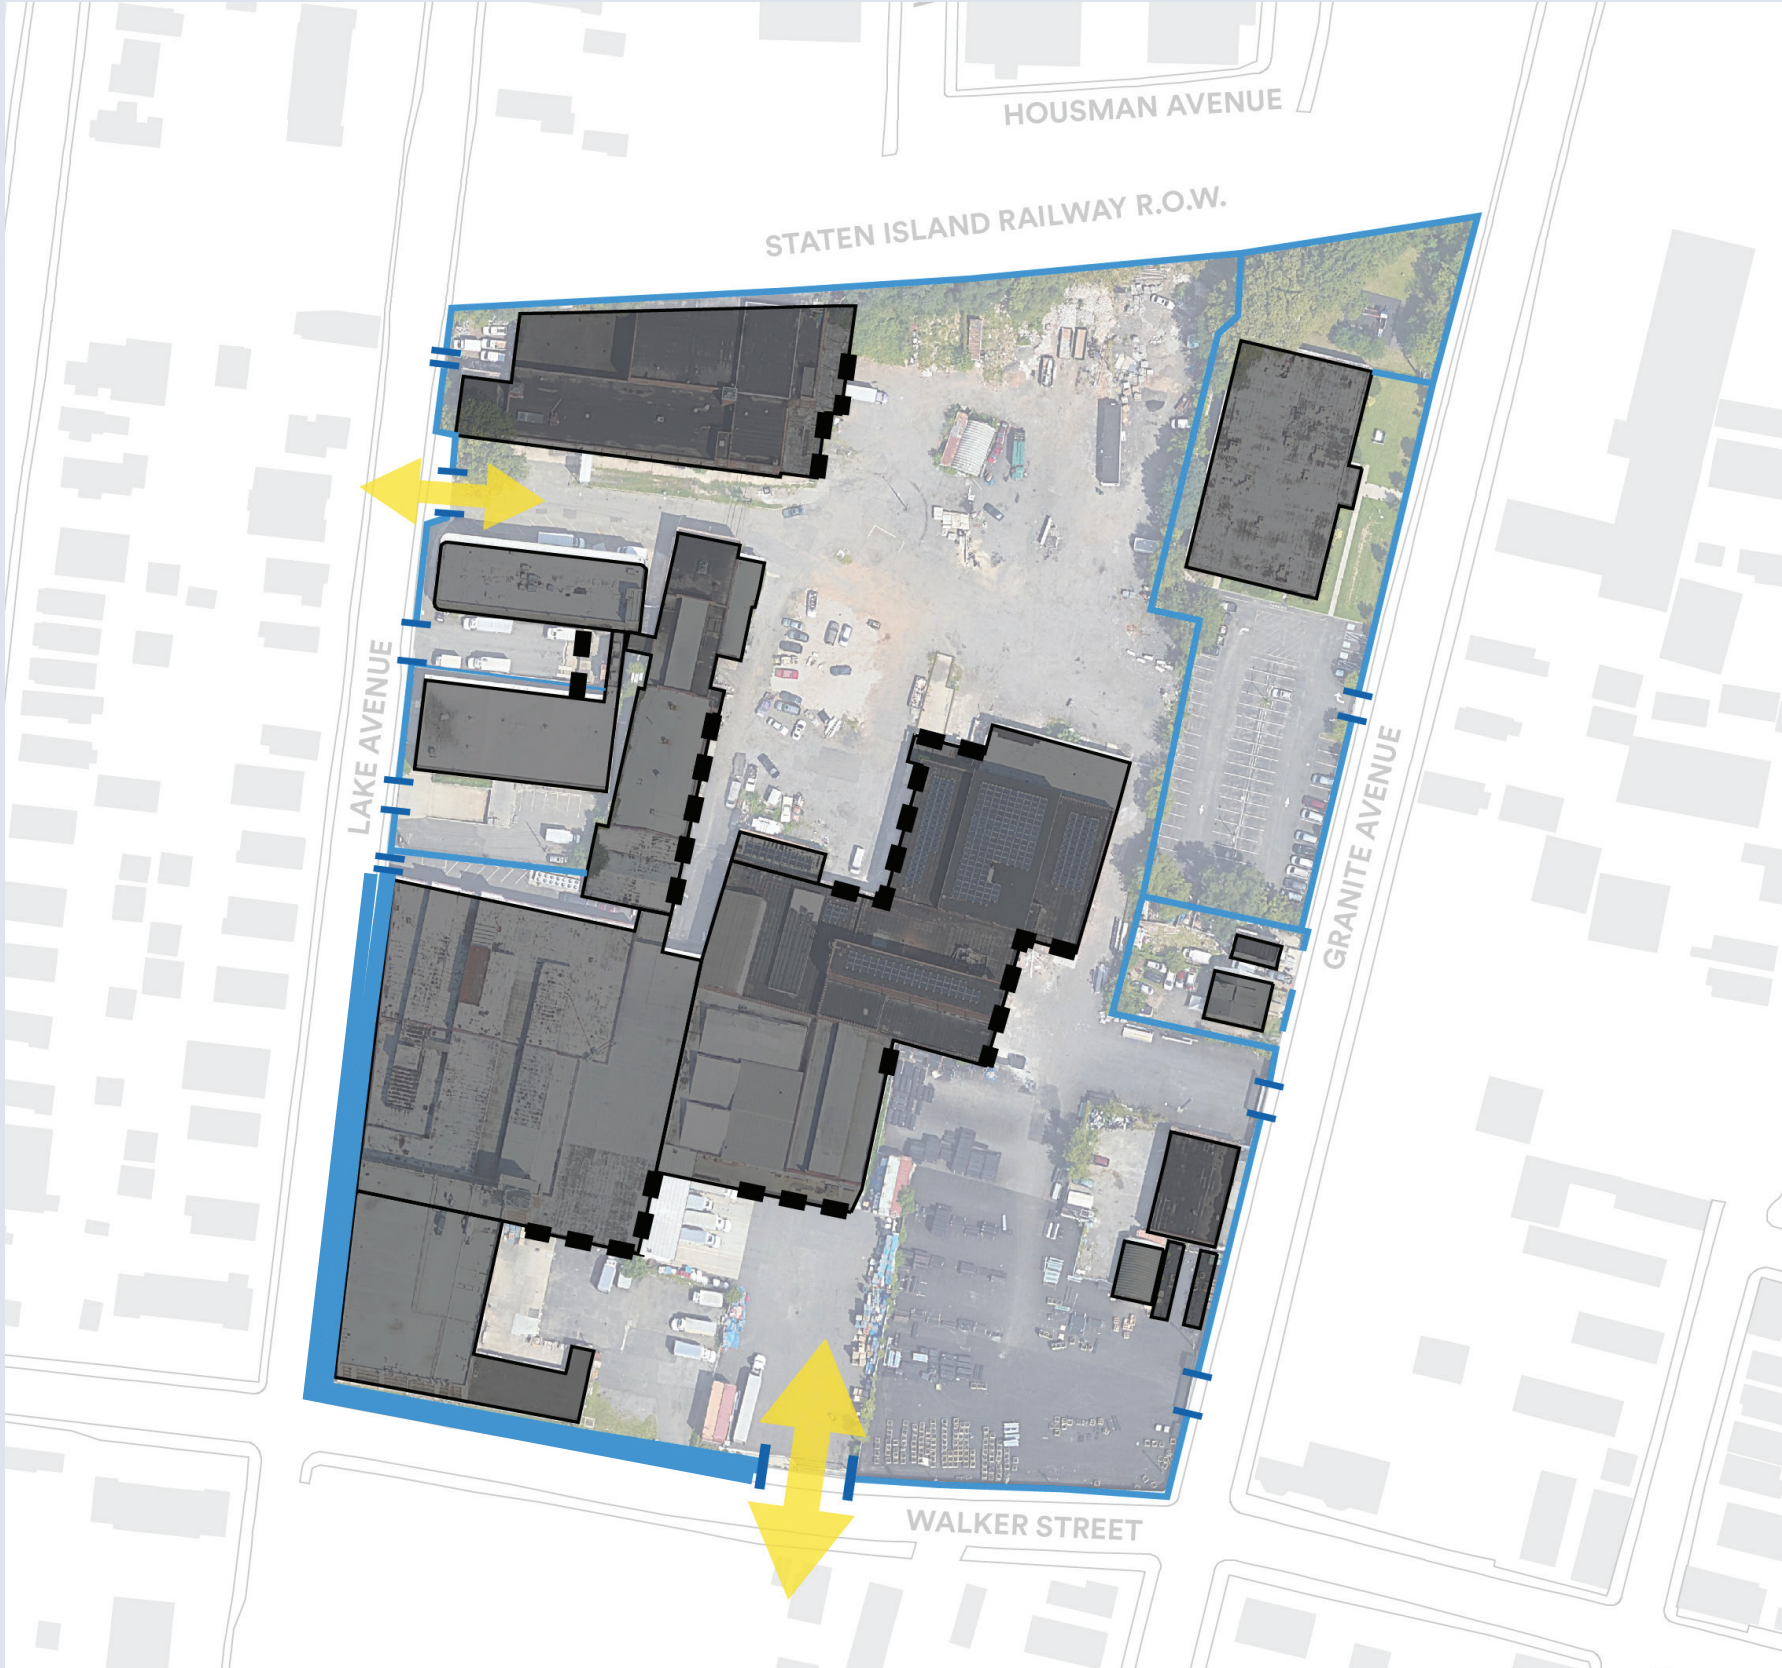 HOUSMAN AVENUE
STATEN ISLAND RAILWAY R.O.W.
LAKE AVENUE
GRANITE AVENUE
WALKER STREET